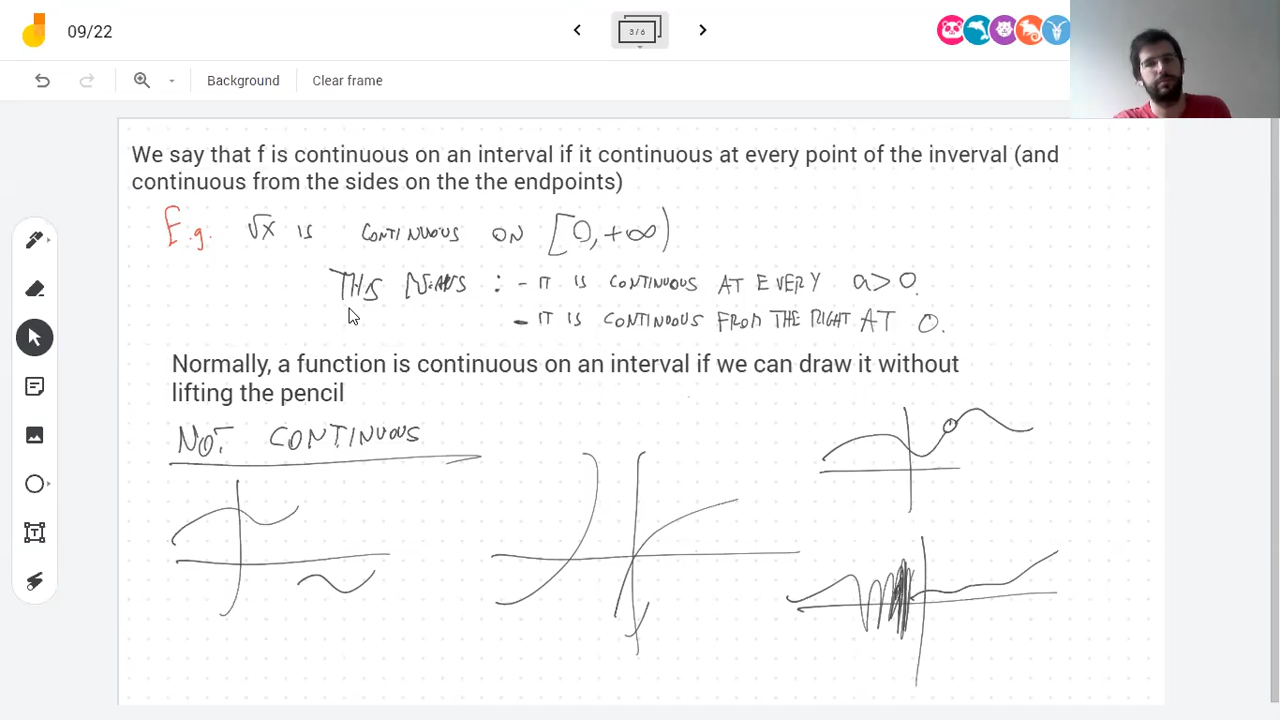 09/22
3/6
Background
Clear frame
We say that f is continuous on an interval if it continuous at every point of the inverval (and
continuous from the sides on the the endpoints)
E.g. √x IS CONTINUOUS ON [0, +∞)
THIS MEANS : - IT IS CONTINUOUS AT EVERY a>0.
- IT IS CONTINUOUS FROM THE RIGHT AT 0.
Normally, a function is continuous on an interval if we can draw it without
lifting the pencil
NOT CONTINUOUS